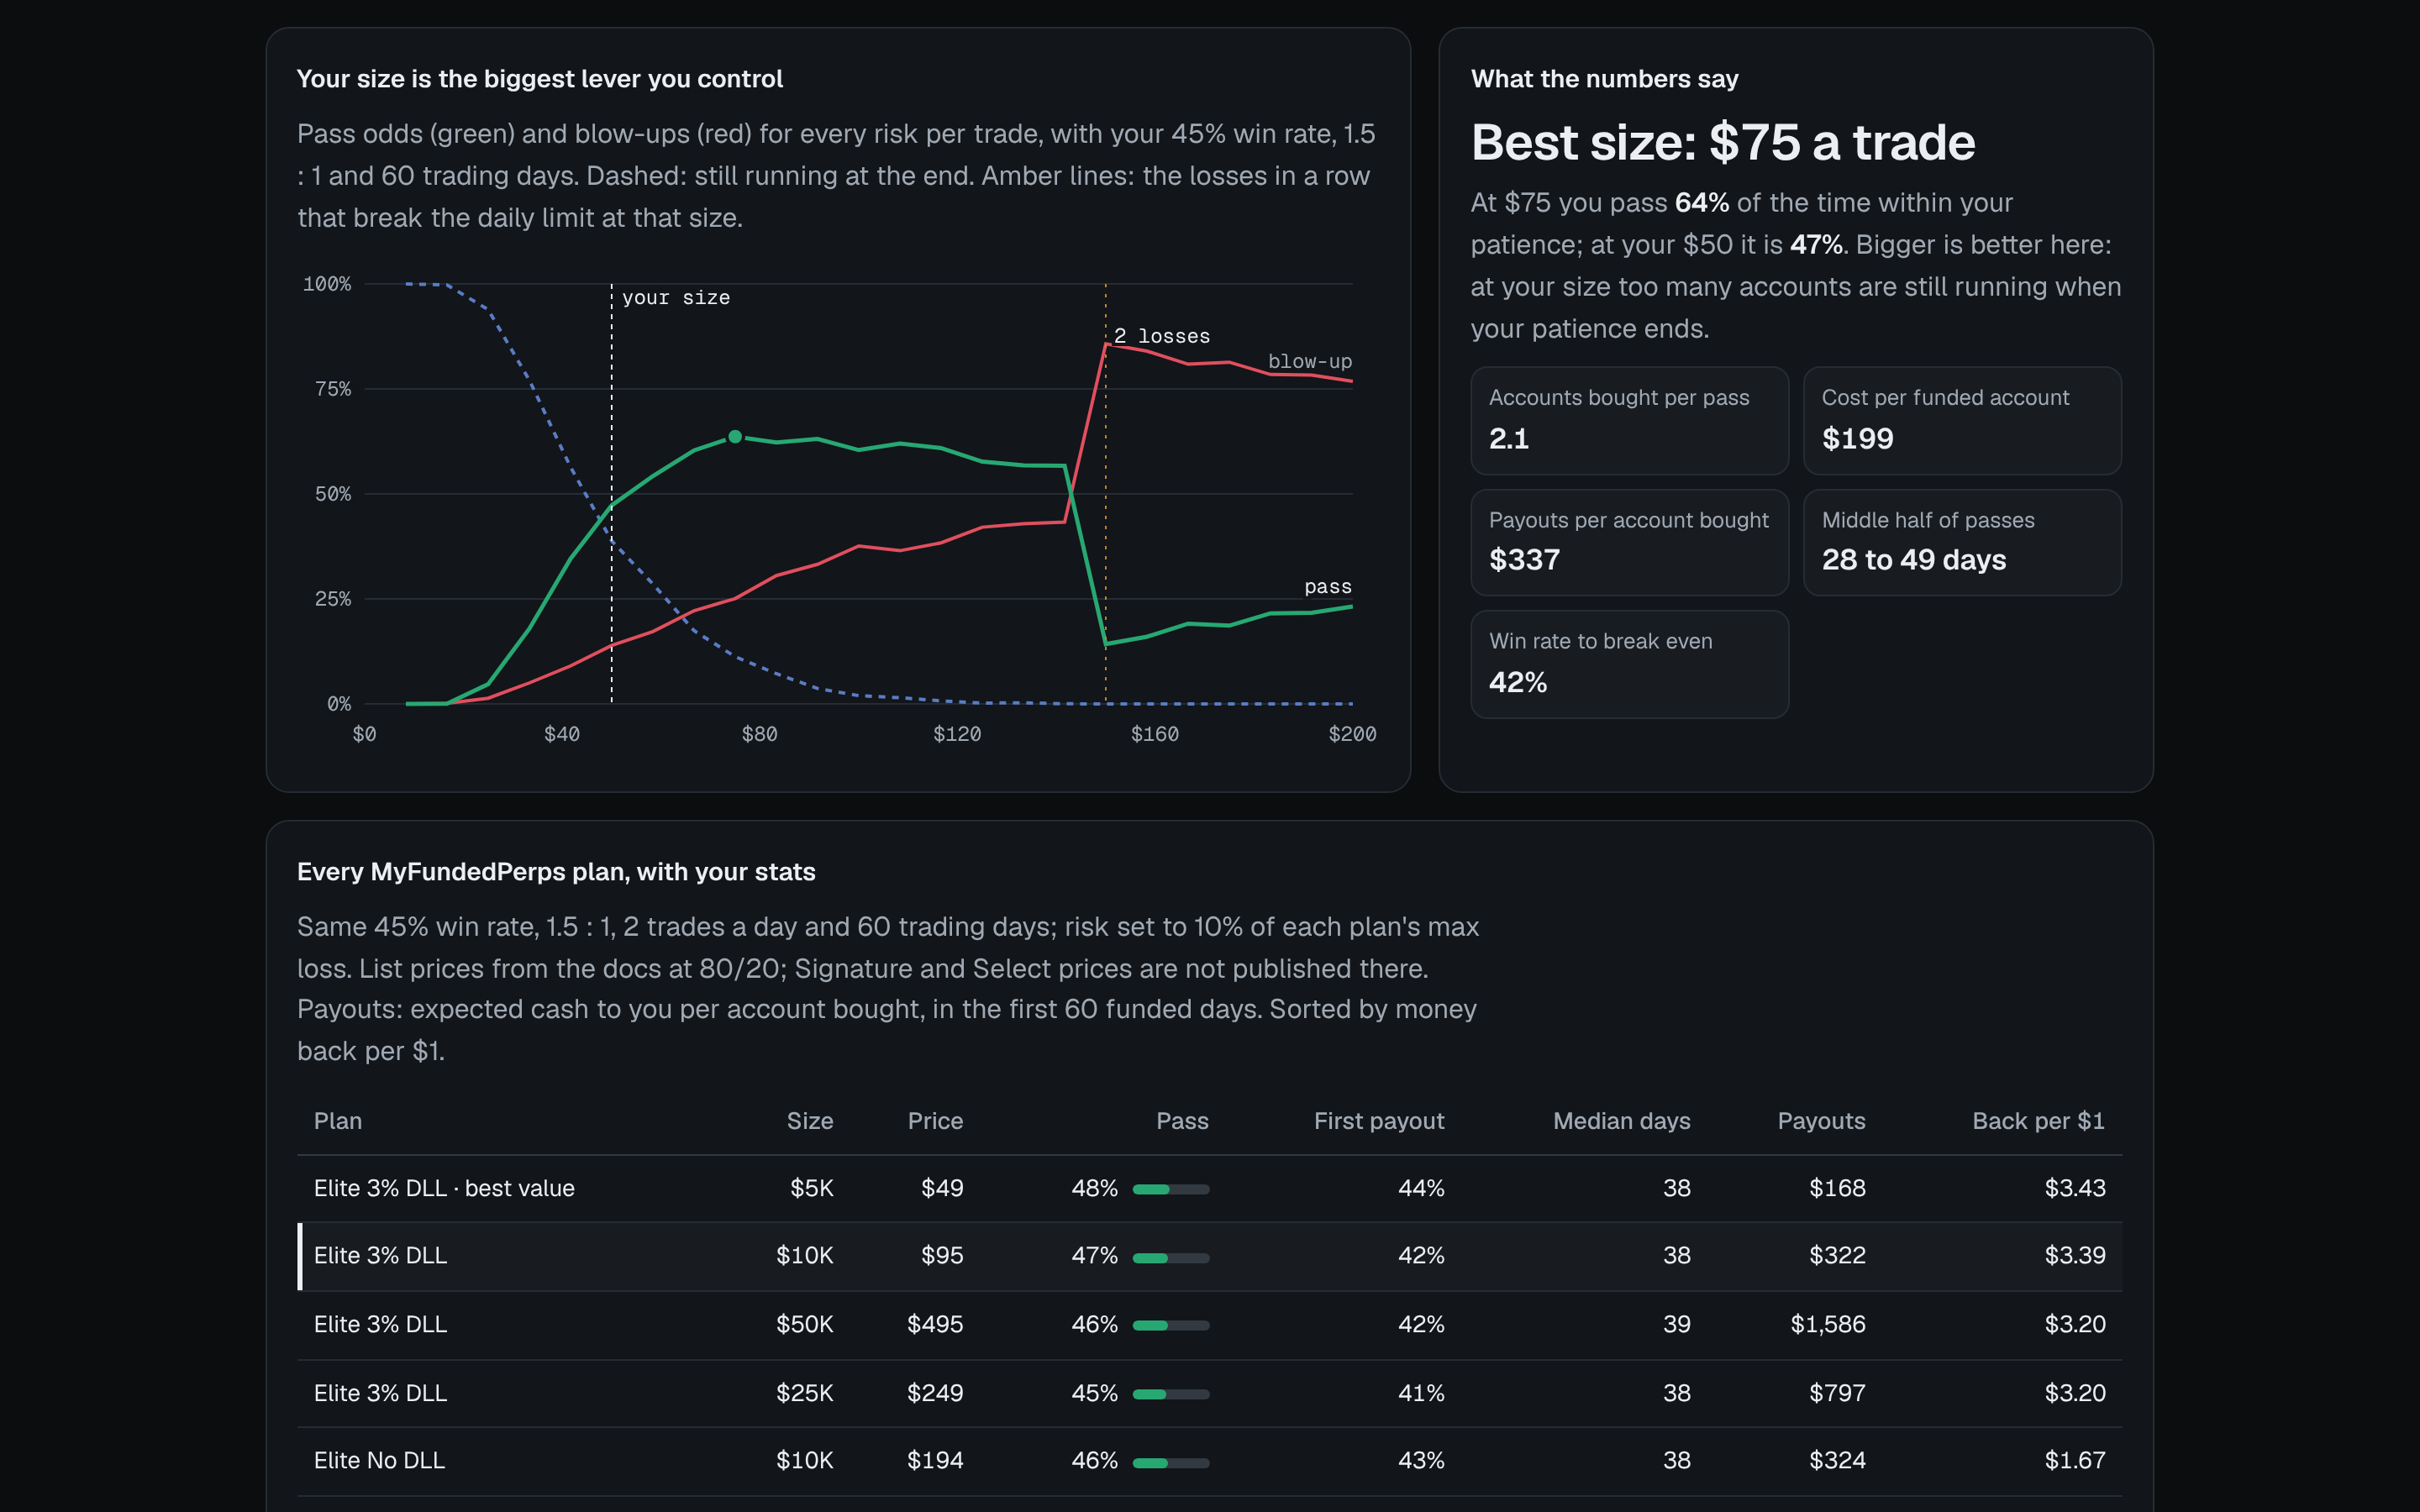 Your size is the biggest lever you control
Pass odds (green) and blow-ups (red) for every risk per trade, with your 45% win rate, 1.5
: 1 and 60 trading days. Dashed: still running at the end. Amber lines: the losses in a row
that break the daily limit at that size.
100%
your size
2 losses
blow-up
75%
50%
25%
pass
0%
$0 $40 $80 $120 $160 $200
What the numbers say
Best size: $75 a trade
At $75 you pass 64% of the time within your
patience; at your $50 it is 47%. Bigger is better here:
at your size too many accounts are still running when
your patience ends.
Accounts bought per pass
2.1
Cost per funded account
$199
Payouts per account bought
$337
Middle half of passes
28 to 49 days
Win rate to break even
42%
Every MyFundedPerps plan, with your stats
Same 45% win rate, 1.5 : 1, 2 trades a day and 60 trading days; risk set to 10% of each plan's max
loss. List prices from the docs at 80/20; Signature and Select prices are not published there.
Payouts: expected cash to you per account bought, in the first 60 funded days. Sorted by money
back per $1.
Plan Size Price Pass First payout Median days Payouts Back per $1
Elite 3% DLL · best value $5K $49 48% 44% 38 $168 $3.43
Elite 3% DLL $10K $95 47% 42% 38 $322 $3.39
Elite 3% DLL $50K $495 46% 42% 39 $1,586 $3.20
Elite 3% DLL $25K $249 45% 41% 38 $797 $3.20
Elite No DLL $10K $194 46% 43% 38 $324 $1.67